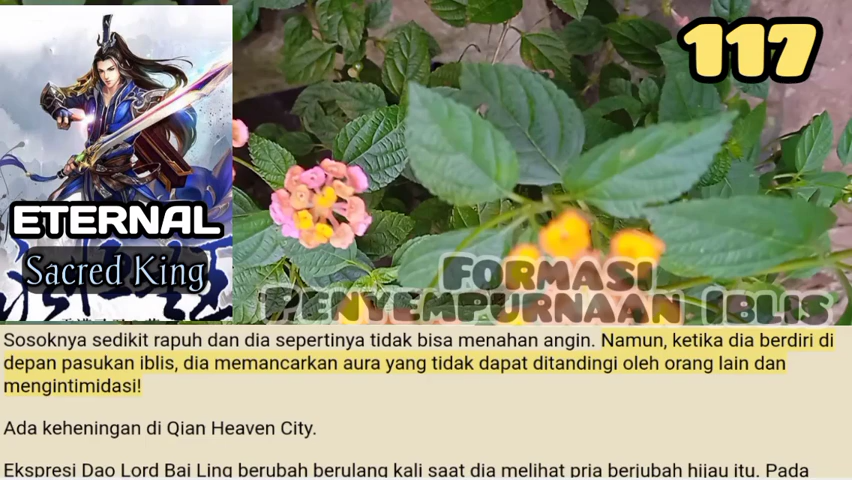 117
ETERNAL
Sacred King
FORMASI
PENYEMPURNAAN IBLIS
Sosoknya sedikit rapuh dan dia sepertinya tidak bisa menahan angin. Namun, ketika dia berdiri di
depan pasukan iblis, dia memancarkan aura yang tidak dapat ditandingi oleh orang lain dan
mengintimidasi!
Ada keheningan di Qian Heaven City.
Ekspresi Dao Lord Bai Ling berubah berulang kali saat dia melihat pria berjubah hijau itu. Pada